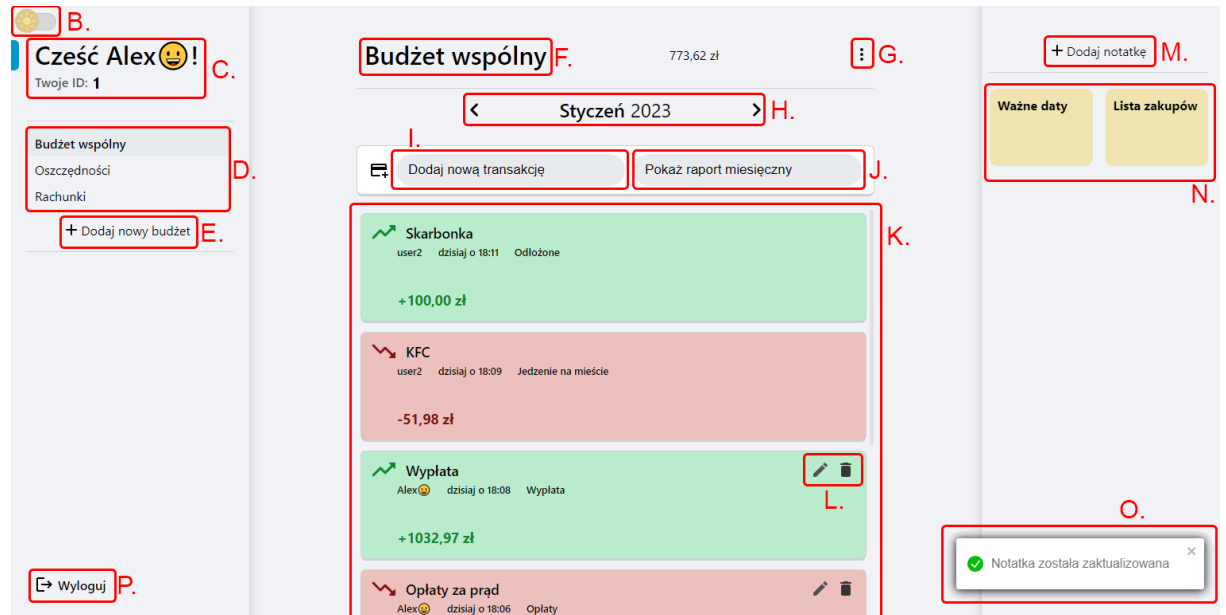 B.
Cześć Alex😀!
Twoje ID: 1
C.
Budżet wspólny
Oszczędności
Rachunki
D.
+ Dodaj nowy budżet
E.
Wyloguj
P.
Budżet wspólny
F.
773,62 zł
G.
Styczeń 2023
H.
I.
Dodaj nową transakcję
Pokaż raport miesięczny
J.
K.
Skarbonka
user2 dzisiaj o 18:11 Odłożone
+100,00 zł
KFC
user2 dzisiaj o 18:09 Jedzenie na mieście
-51,98 zł
Wypłata
Alex😀 dzisiaj o 18:08 Wypłata
L.
+1032,97 zł
Opłaty za prąd
Alex😀 dzisiaj o 18:06 Opłaty
+ Dodaj notatkę
M.
Ważne daty
Lista zakupów
N.
O.
Notatka została zaktualizowana